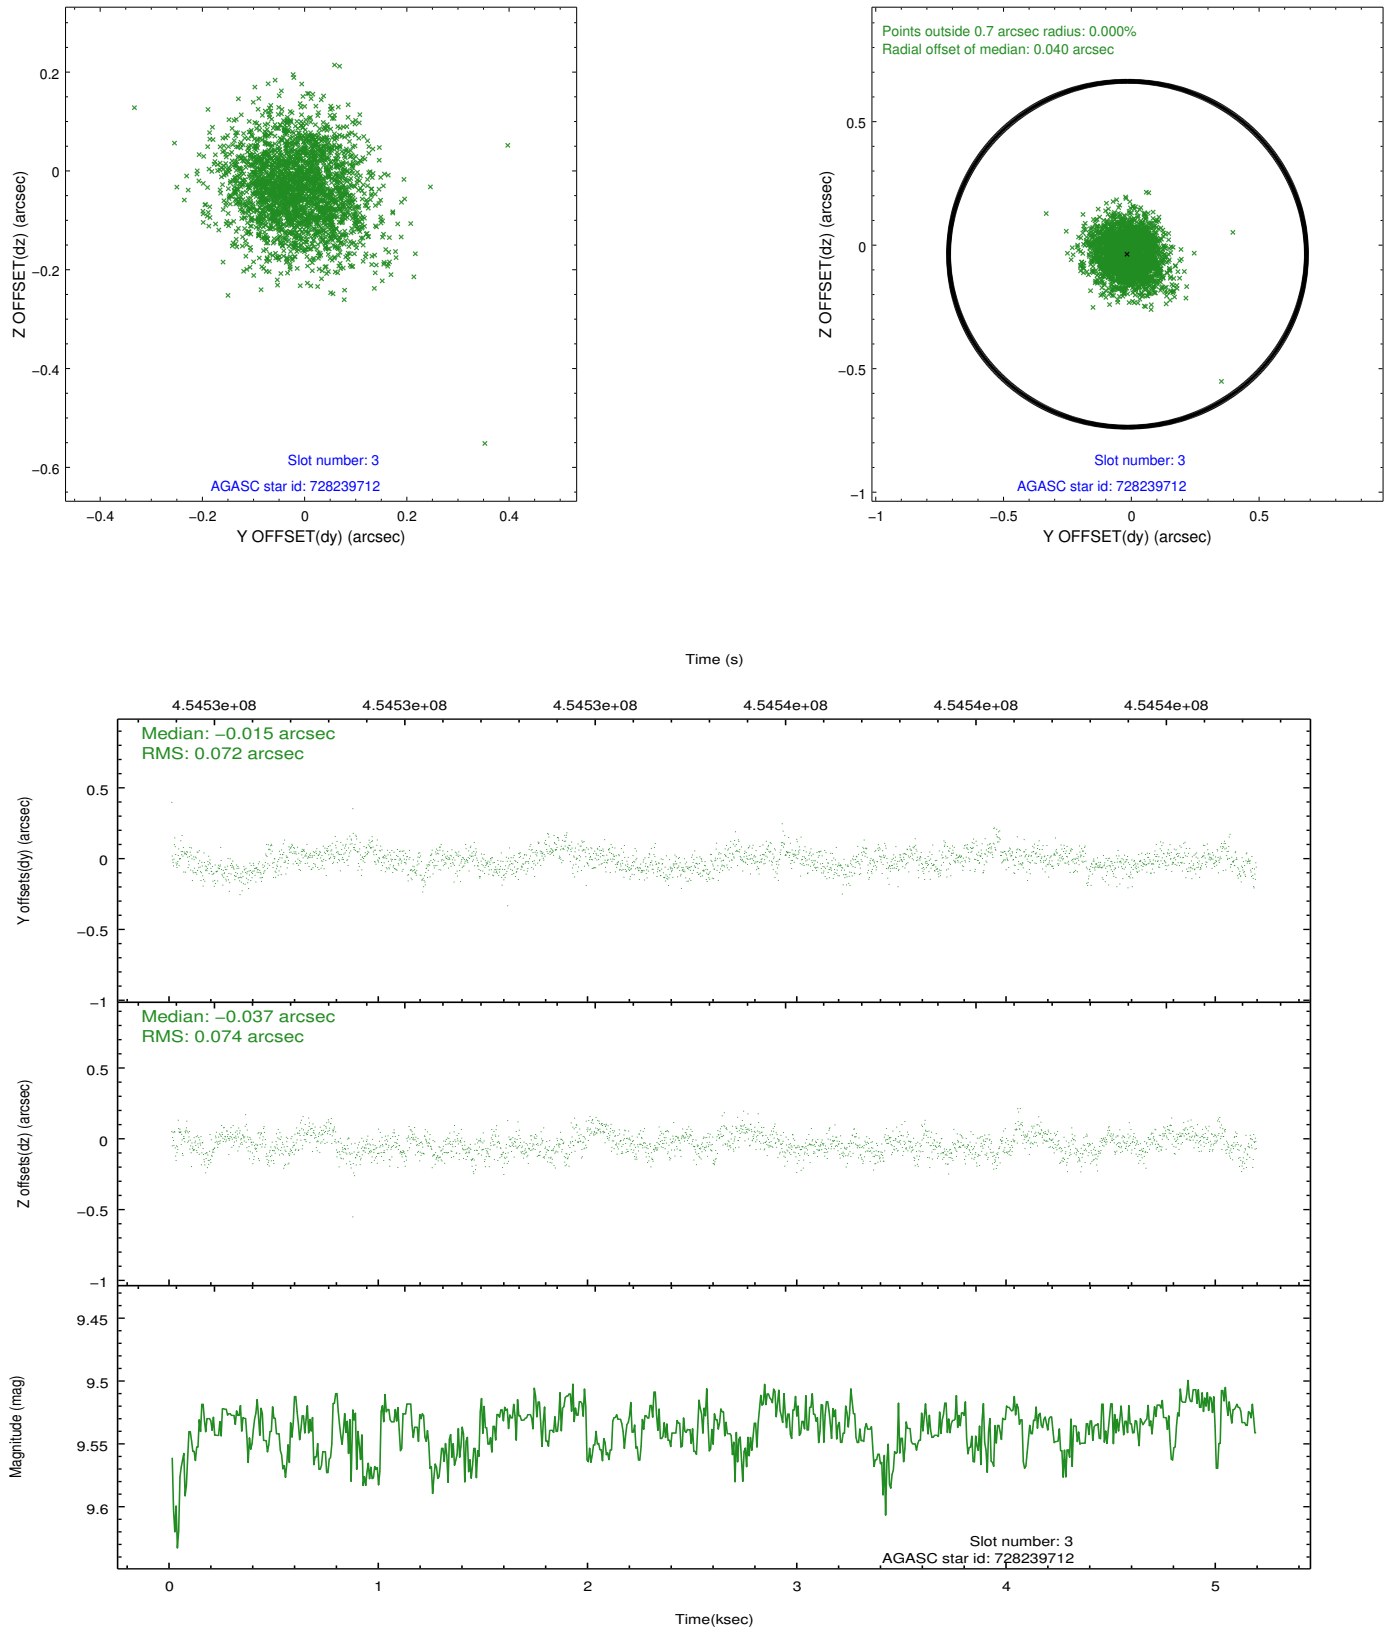 0.2
0
−0.2
−0.4
−0.6
Z OFFSET(dz) (arcsec)
Slot number: 3
AGASC star id: 728239712
−0.4 −0.2 0 0.2 0.4
Y OFFSET(dy) (arcsec)
Points outside 0.7 arcsec radius: 0.000%
Radial offset of median: 0.040 arcsec
0.5
0
−0.5
−1
Z OFFSET(dz) (arcsec)
Slot number: 3
AGASC star id: 728239712
−1 −0.5 0 0.5
Y OFFSET(dy) (arcsec)
Time (s)
4.5453e+08 4.5453e+08 4.5453e+08 4.5454e+08 4.5454e+08 4.5454e+08
Median: −0.015 arcsec
RMS: 0.072 arcsec
0.5
0
−0.5
−1
Y offsets(dy) (arcsec)
Median: −0.037 arcsec
RMS: 0.074 arcsec
0.5
0
−0.5
−1
Z offsets(dz) (arcsec)
9.45
9.5
9.55
9.6
Magnitude (mag)
Slot number: 3
AGASC star id: 728239712
0 1 2 3 4 5
Time(ksec)